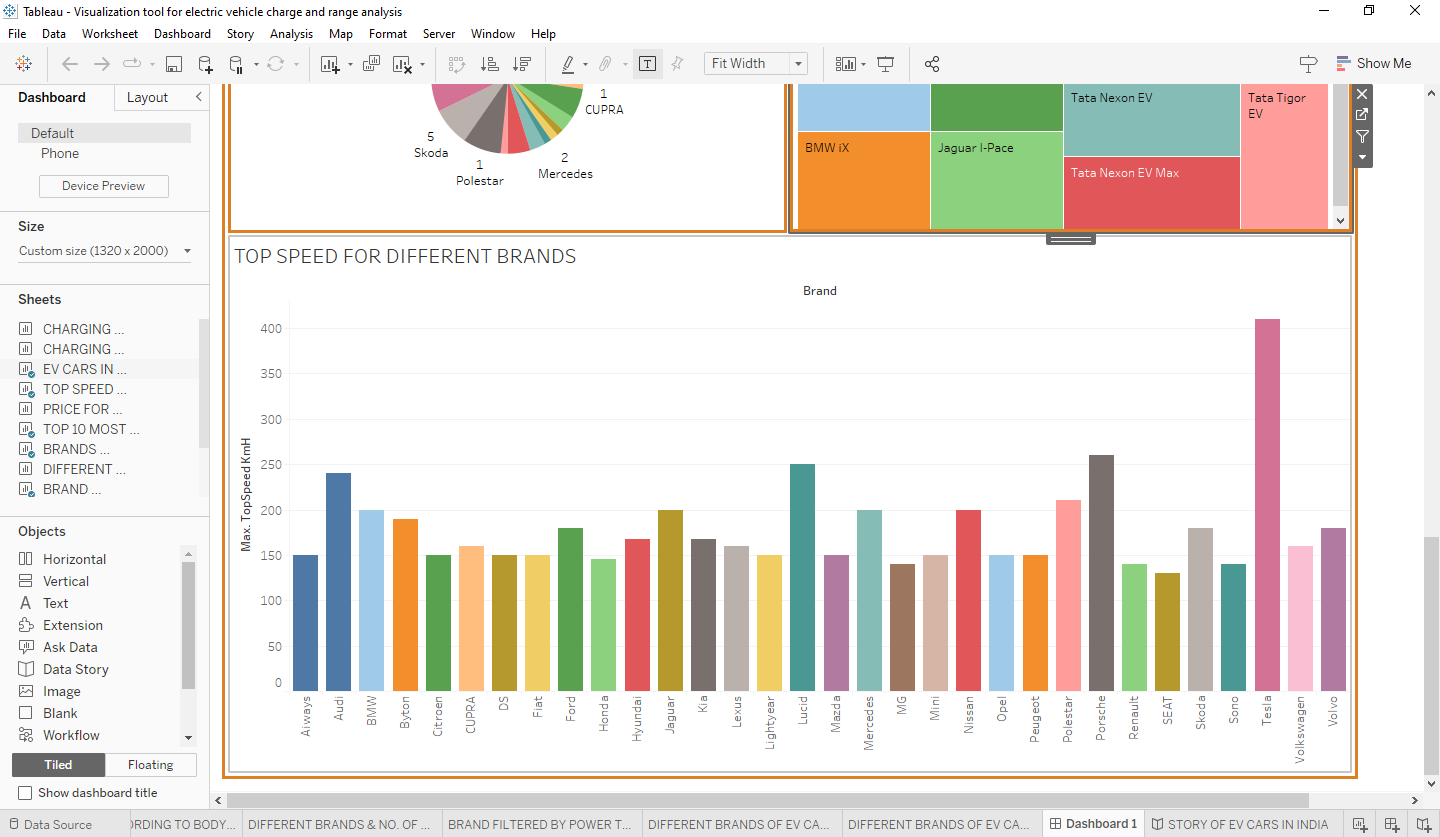 Tableau - Visualization tool for electric vehicle charge and range analysis
File Data Worksheet Dashboard Story Analysis Map Format Server Window Help
Fit Width
Show Me
Dashboard
Layout
Default
Phone
Device Preview
Size
Custom size (1320 x 2000)
Sheets
CHARGING ...
CHARGING ...
EV CARS IN ...
TOP SPEED ...
PRICE FOR ...
TOP 10 MOST ...
BRANDS ...
DIFFERENT ...
BRAND ...
Objects
Horizontal
Vertical
Text
Extension
Ask Data
Data Story
Image
Blank
Workflow
Tiled
Floating
Show dashboard title
1
CUPRA
5
Skoda
1
Polestar
2
Mercedes
BMW iX
Jaguar I-Pace
Tata Nexon EV
Tata Nexon EV Max
Tata Tigor
EV
TOP SPEED FOR DIFFERENT BRANDS
Brand
Max. TopSpeed KmH
400
350
300
250
200
150
100
50
0
Aiways
Audi
BMW
Byton
Citroen
CUPRA
DS
Fiat
Ford
Honda
Hyundai
Jaguar
Kia
Lexus
Lightyear
Lucid
Mazda
Mercedes
MG
Mini
Nissan
Opel
Peugeot
Polestar
Porsche
Renault
SEAT
Skoda
Sono
Tesla
Volkswagen
Volvo
Data Source
ORDING TO BODY...
DIFFERENT BRANDS & NO. OF ...
BRAND FILTERED BY POWER T...
DIFFERENT BRANDS OF EV CA...
DIFFERENT BRANDS OF EV CA...
Dashboard 1
STORY OF EV CARS IN INDIA